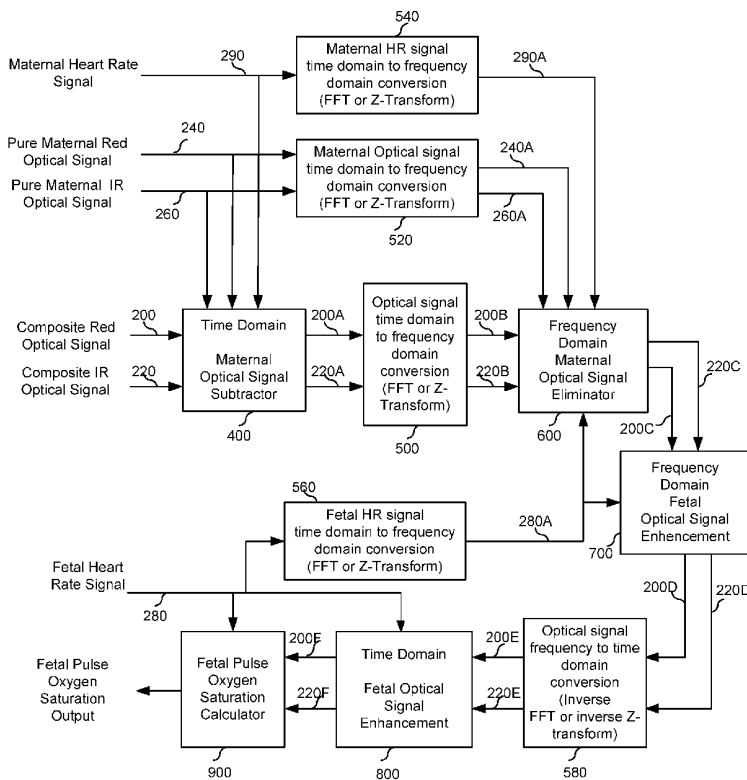 540
Maternal Heart Rate
Signal
290
Maternal HR signal
time domain to frequency
domain conversion
(FFT or Z-Transform)
290A
Pure Maternal Red
Optical Signal
240
Pure Maternal IR
Optical Signal
260
Maternal Optical signal
time domain to frequency
domain conversion
(FFT or Z-Transform)
520
240A
260A
Composite Red
Optical Signal
200
Composite IR
Optical Signal
220
Time Domain
Maternal
Optical Signal
Subtractor
400
200A
220A
Optical signal
time domain
to frequency
domain
conversion
(FFT or Z-
Transform)
500
200B
220B
Frequency
Domain
Maternal
Optical Signal
Eliminator
600
220C
200C
560
Fetal HR signal
time domain to frequency
domain conversion
(FFT or Z-Transform)
280A
Frequency
Domain
Fetal
Optical Signal
Enhencement
700
Fetal Heart
Rate Signal
280
200D
220D
Fetal Pulse
Oxygen
Saturation
Output
Fetal Pulse
Oxygen
Saturation
Calculator
900
200F
220F
Time Domain
Fetal Optical
Signal
Enhancement
800
200E
220E
Optical signal
frequency to time
domain
conversion
(Inverse
FFT or inverse Z-
transform)
580